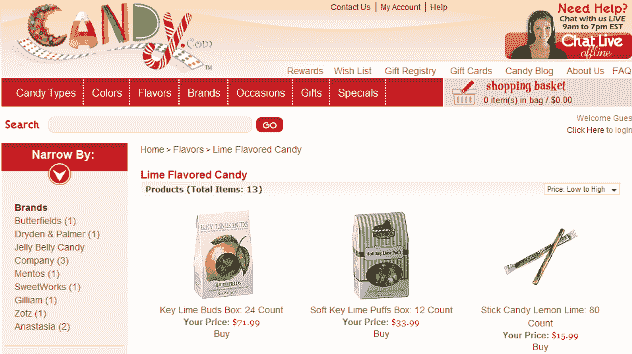 Contact Us | My Account | Help
Need Help?
Chat with us LIVE
9am to 7pm EST
Chat Live
offline
CANDY.com
TM
Rewards Wish List Gift Registry Gift Cards Candy Blog About Us FAQ
Candy Types Colors Flavors Brands Occasions Gifts Specials
shopping basket
0 item(s) in bag / $0.00
Search GO
Welcome Gues
Click Here to login
Narrow By:
Home > Flavors > Lime Flavored Candy
Lime Flavored Candy
Products (Total Items: 13) Price: Low to High
Brands
Butterfields (1)
Dryden & Palmer (1)
Jelly Belly Candy
Company (3)
Mentos (1)
SweetWorks (1)
Gilliam (1)
Zotz (1)
Anastasia (2)
KEY LIME BUDS
Key Lime Buds Box: 24 Count
Your Price: $71.99
Buy
Soft Key Lime Puffs Box: 12 Count
Your Price: $33.99
Buy
Stick Candy Lemon Lime: 80
Count
Your Price: $15.99
Buy